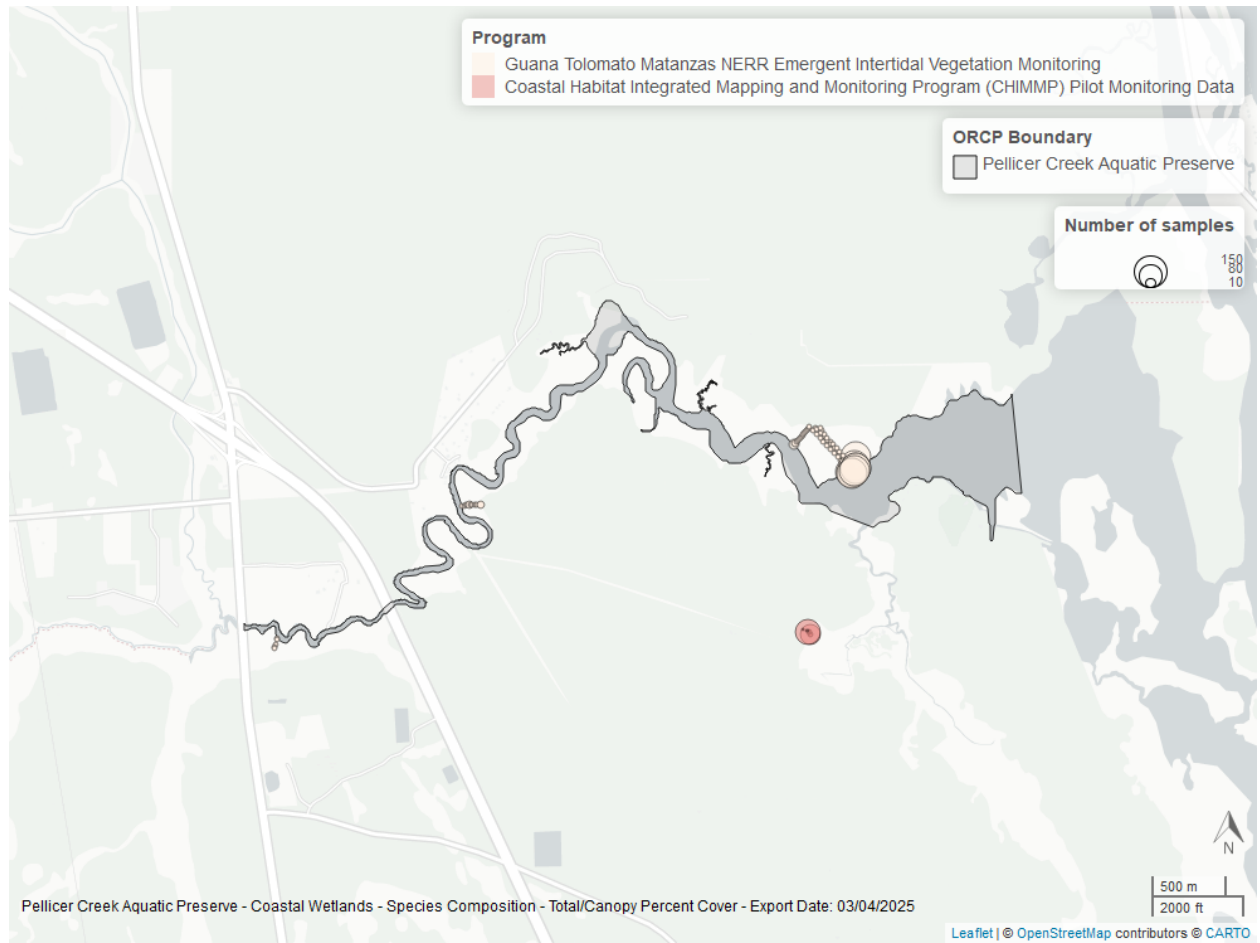 Program
Guana Tolomato Matanzas NERR Emergent Intertidal Vegetation Monitoring
Coastal Habitat Integrated Mapping and Monitoring Program (CHIMMP) Pilot Monitoring Data
ORCP Boundary
Pellicer Creek Aquatic Preserve
Number of samples
150
80
10
N
500 m
2000 ft
Pellicer Creek Aquatic Preserve - Coastal Wetlands - Species Composition - Total/Canopy Percent Cover - Export Date: 03/04/2025
Leaflet | © OpenStreetMap contributors © CARTO